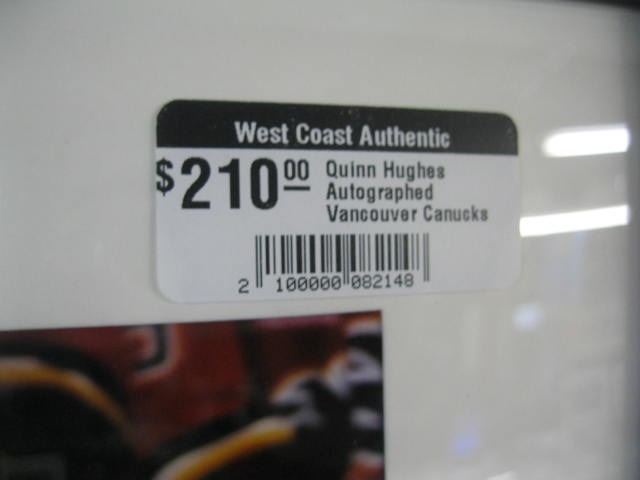 West Coast Authentic
$210.00 Quinn Hughes
Autographed
Vancouver Canucks
2 100000 082148